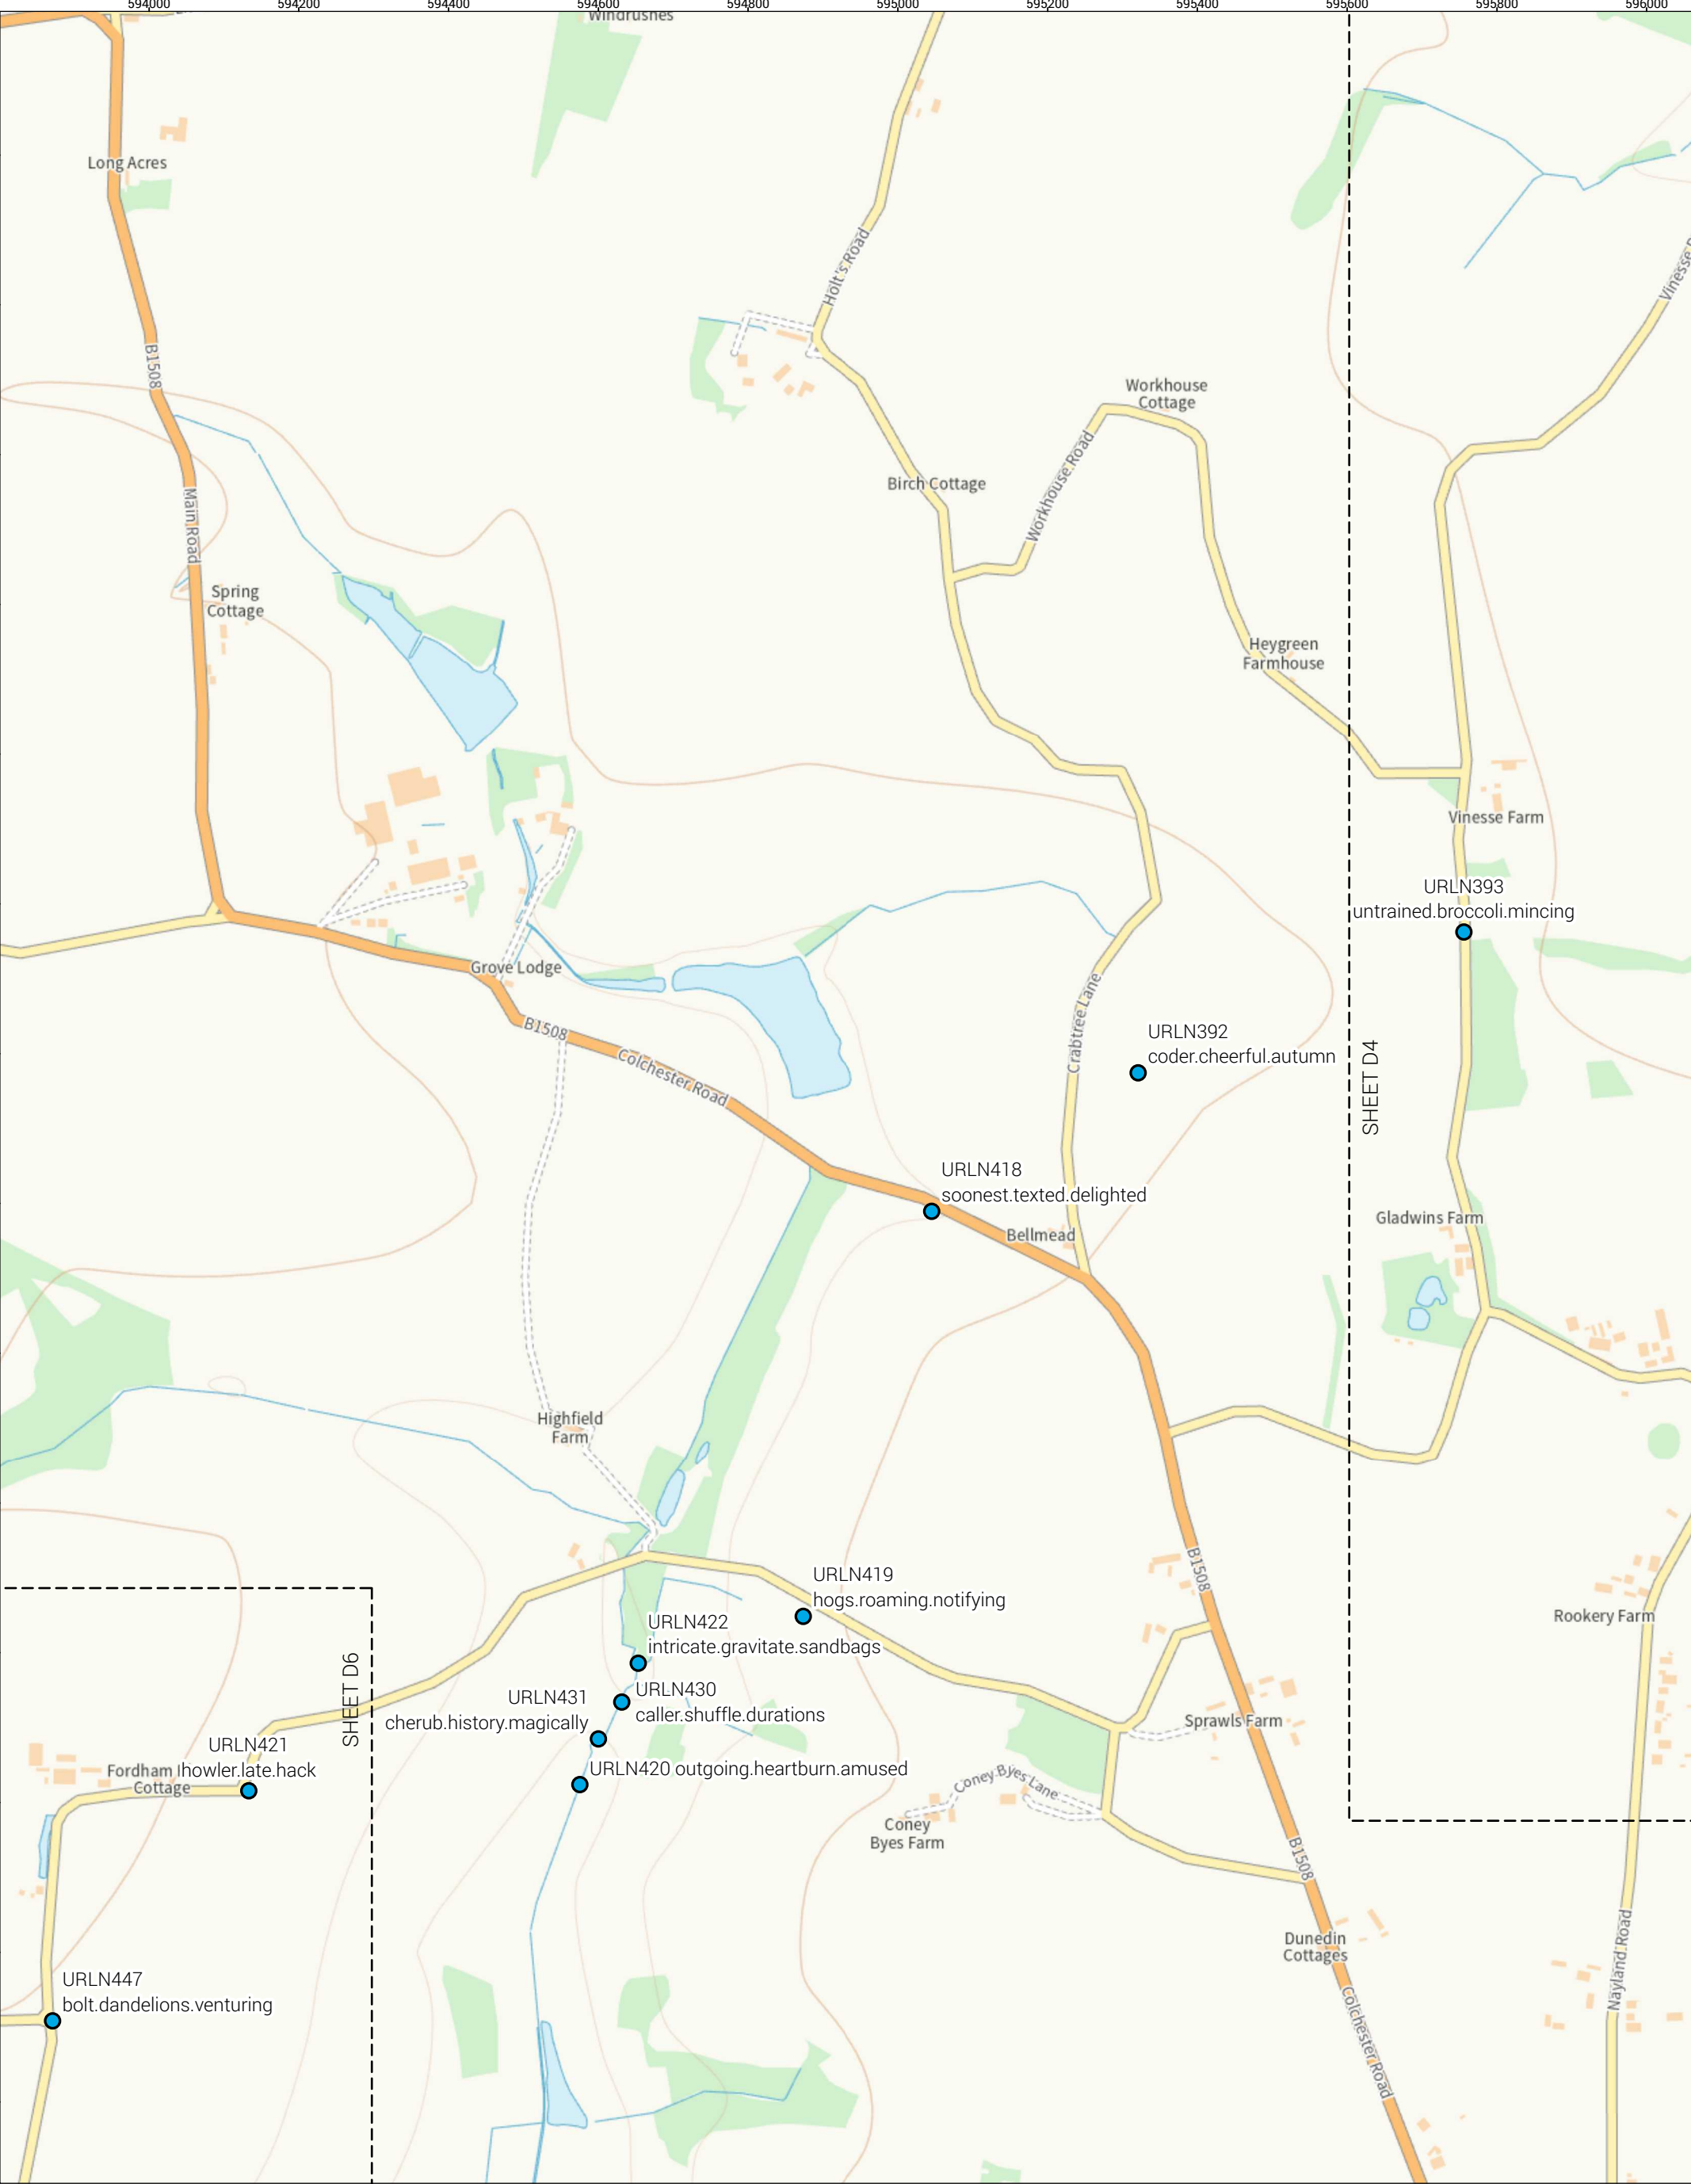 594000 594200 594400 594600 594800 595000 595200 595400 595600 595800 596000
Windrushes
Long Acres
Holt's Road
B1508
Workhouse
Cottage
Birch Cottage
Workhouse Road
Main Road
Spring
Cottage
Heygreen
Farmhouse
Vinesse Farm
URLN393
untrained.broccoli.mincing
Grove Lodge
B1508
Colchester Road
Crabtree Lane
URLN392
coder.cheerful.autumn
SHEET D4
URLN418
soonest.texted.delighted
Bellmead
Gladwins Farm
Highfield
Farm
B1508
URLN419
hogs.roaming.notifying
Rookery Farm
URLN422
intricate.gravitate.sandbags
SHEET D6
URLN430
caller.shuffle.durations
URLN431
cherub.history.magically
Sprawls Farm
URLN421
howler.late.hack
Fordham
Cottage
URLN420 outgoing.heartburn.amused
Coney Byes Lane
Coney
Byes Farm
B1508
Dunedin
Cottages
Nayland Road
URLN447
bolt.dandelions.venturing
Colchester Road